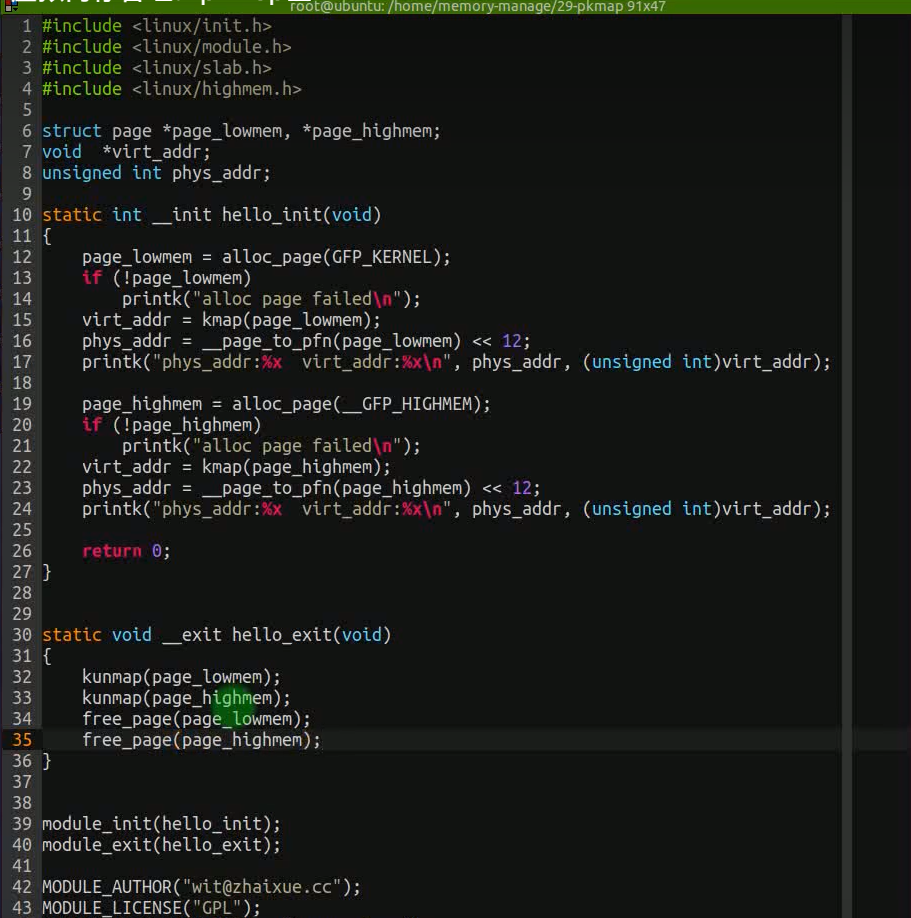 root@ubuntu: /home/memory-manage/29-pkmap 91x47
1 #include <linux/init.h>
2 #include <linux/module.h>
3 #include <linux/slab.h>
4 #include <linux/highmem.h>
5
6 struct page *page_lowmem, *page_highmem;
7 void  *virt_addr;
8 unsigned int phys_addr;
9
10 static int __init hello_init(void)
11 {
12     page_lowmem = alloc_page(GFP_KERNEL);
13     if (!page_lowmem)
14         printk("alloc page failed\n");
15     virt_addr = kmap(page_lowmem);
16     phys_addr = __page_to_pfn(page_lowmem) << 12;
17     printk("phys_addr:%x  virt_addr:%x\n", phys_addr, (unsigned int)virt_addr);
18
19     page_highmem = alloc_page(__GFP_HIGHMEM);
20     if (!page_highmem)
21         printk("alloc page failed\n");
22     virt_addr = kmap(page_highmem);
23     phys_addr = __page_to_pfn(page_highmem) << 12;
24     printk("phys_addr:%x  virt_addr:%x\n", phys_addr, (unsigned int)virt_addr);
25
26     return 0;
27 }
28
29
30 static void __exit hello_exit(void)
31 {
32     kunmap(page_lowmem);
33     kunmap(page_highmem);
34     free_page(page_lowmem);
35     free_page(page_highmem);
36 }
37
38
39 module_init(hello_init);
40 module_exit(hello_exit);
41
42 MODULE_AUTHOR("wit@zhaixue.cc");
43 MODULE_LICENSE("GPL");